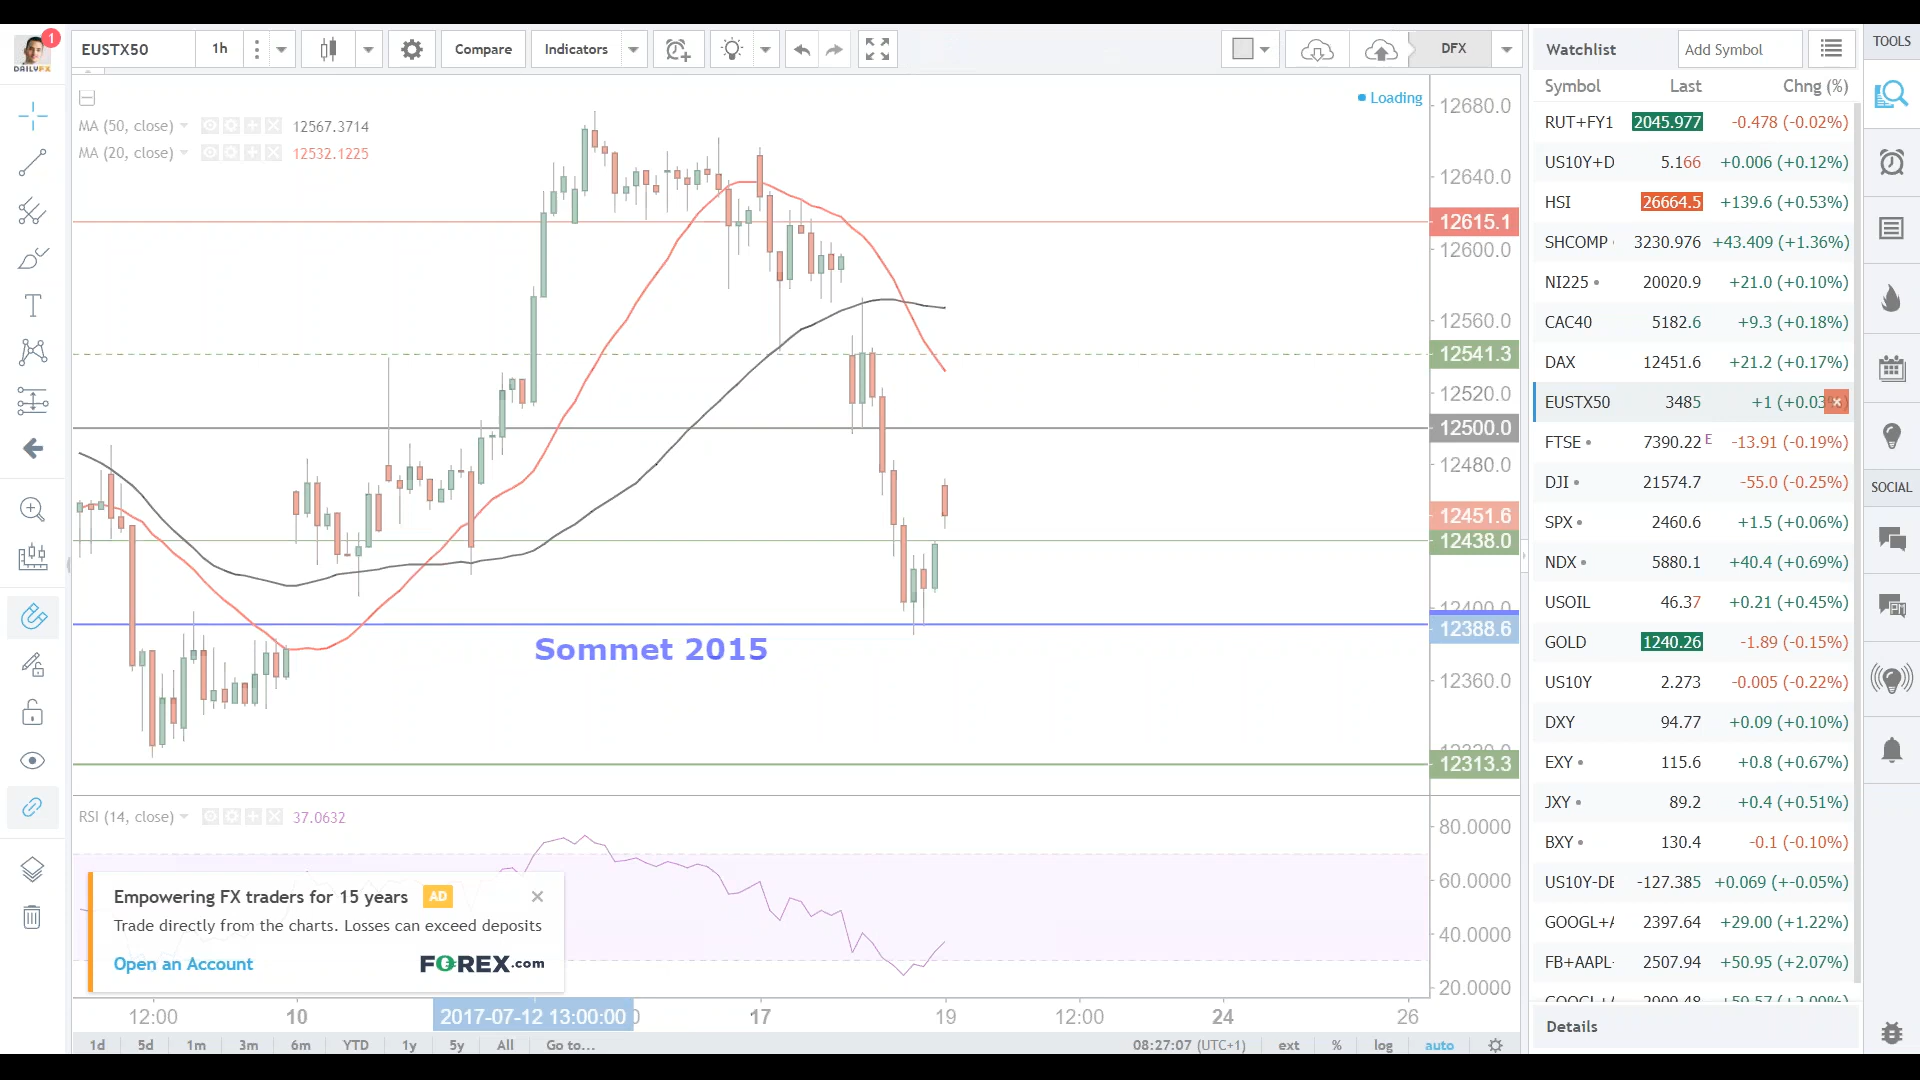 1
DAILYFX
EUSTX50
1h
Compare
Indicators
DFX
Watchlist
Add Symbol
TOOLS
Loading
MA (50, close) 12567.3714
MA (20, close) 12532.1225
12680.0
12640.0
12615.1
12600.0
12560.0
12541.3
12520.0
12500.0
12480.0
12451.6
12438.0
12400.0
12388.6
12360.0
12313.3
Sommet 2015
RSI (14, close) 37.0632
80.0000
60.0000
40.0000
20.0000
Empowering FX traders for 15 years AD
Trade directly from the charts. Losses can exceed deposits
Open an Account
FOREX.com
12:00 10 2017-07-12 13:00:00 17 19 12:00 24 26
1d 5d 1m 3m 6m YTD 1y 5y All Go to... 08:27:07 (UTC+1) ext % log auto
Symbol Last Chng (%)
RUT+FY1 2045.977 -0.478 (-0.02%)
US10Y+D 5.166 +0.006 (+0.12%)
HSI 26664.5 +139.6 (+0.53%)
SHCOMP 3230.976 +43.409 (+1.36%)
NI225 20020.9 +21.0 (+0.10%)
CAC40 5182.6 +9.3 (+0.18%)
DAX 12451.6 +21.2 (+0.17%)
EUSTX50 3485 +1 (+0.03%)
FTSE 7390.22 E -13.91 (-0.19%)
DJI 21574.7 -55.0 (-0.25%)
SPX 2460.6 +1.5 (+0.06%)
NDX 5880.1 +40.4 (+0.69%)
USOIL 46.37 +0.21 (+0.45%)
GOLD 1240.26 -1.89 (-0.15%)
US10Y 2.273 -0.005 (-0.22%)
DXY 94.77 +0.09 (+0.10%)
EXY 115.6 +0.8 (+0.67%)
JXY 89.2 +0.4 (+0.51%)
BXY 130.4 -0.1 (-0.10%)
US10Y-DE -127.385 +0.069 (+-0.05%)
GOOGL+A 2397.64 +29.00 (+1.22%)
FB+AAPL- 2507.94 +50.95 (+2.07%)
Details
SOCIAL
PM